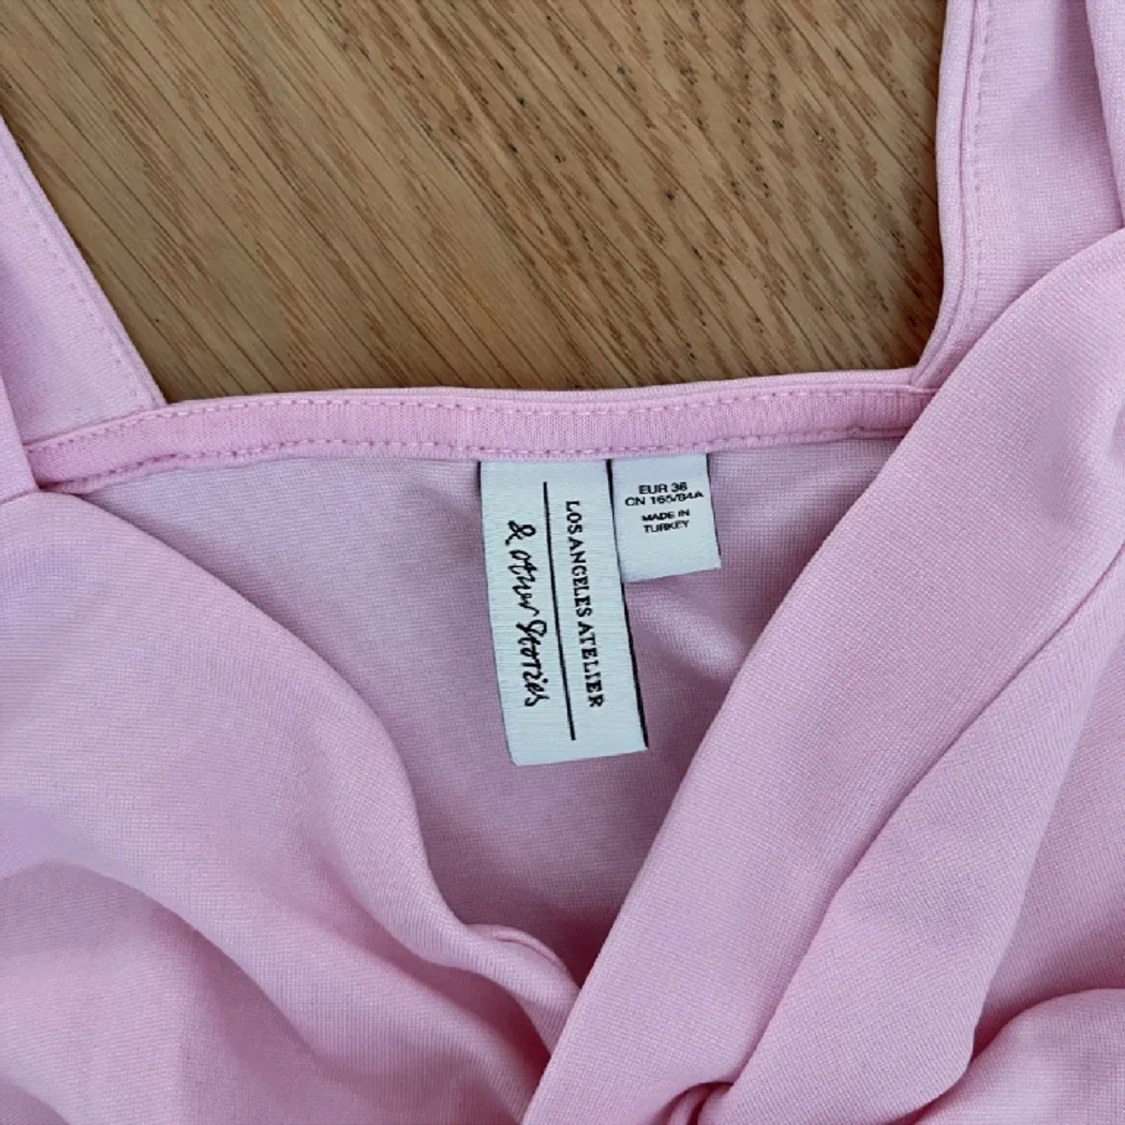 LOS ANGELES ATELIER
& other Stories
EUR 36
CN 165/84A
MADE IN
TURKEY